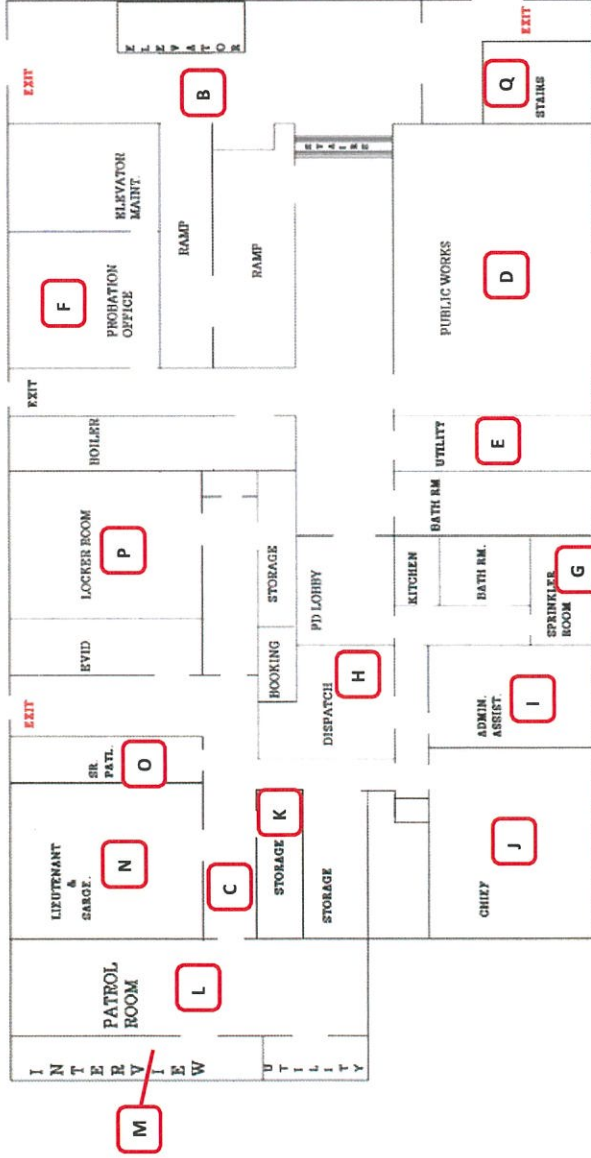 EXIT
EXIT
EXIT
ELEVATOR
B
Q
STAIRS
ELEVATOR
MAINT.
F
PROBATION
OFFICE
RAMP
RAMP
STAIRS
PUBLIC WORKS
D
BOILER
UTILITY
E
LOCKER ROOM
P
BATH RM
STORAGE
PD LOBBY
KITCHEN
BATH RM.
SPRINKLER
ROOM
G
EVID
BOOKING
DISPATCH
H
EXIT
SR.
PATL.
O
ADMIN.
ASSIST.
I
LIEUTENANT
&
SARGE.
N
C
STORAGE
K
STORAGE
CHIEF
J
PATROL
ROOM
L
INTERVIEW
UTILITY
M